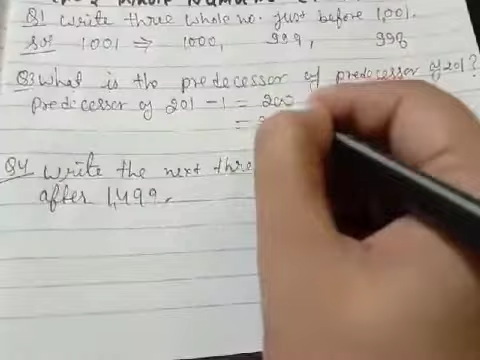 Q1 Write three whole no. just before 1,001.
Sol 1001 ⇒ 1000, 999, 998
Q3 What is the predecessor of predecessor of 201?
Predecessor of 201 - 1 = 200
=
Q4 Write the next thre
after 1,499.